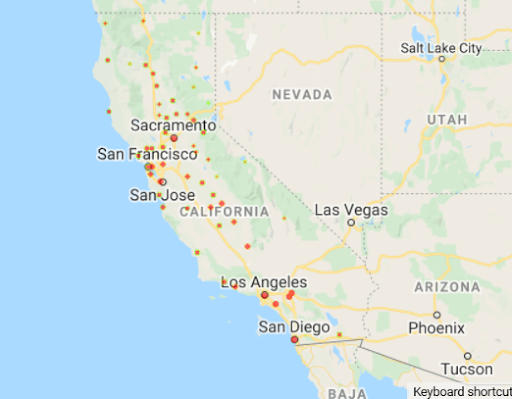 Salt Lake City
NEVADA
UTAH
Sacramento
San Francisco
San Jose
CALIFORNIA
Las Vegas
Los Angeles
ARIZONA
San Diego
Phoenix
Tucson
BAJA
Keyboard shortcut